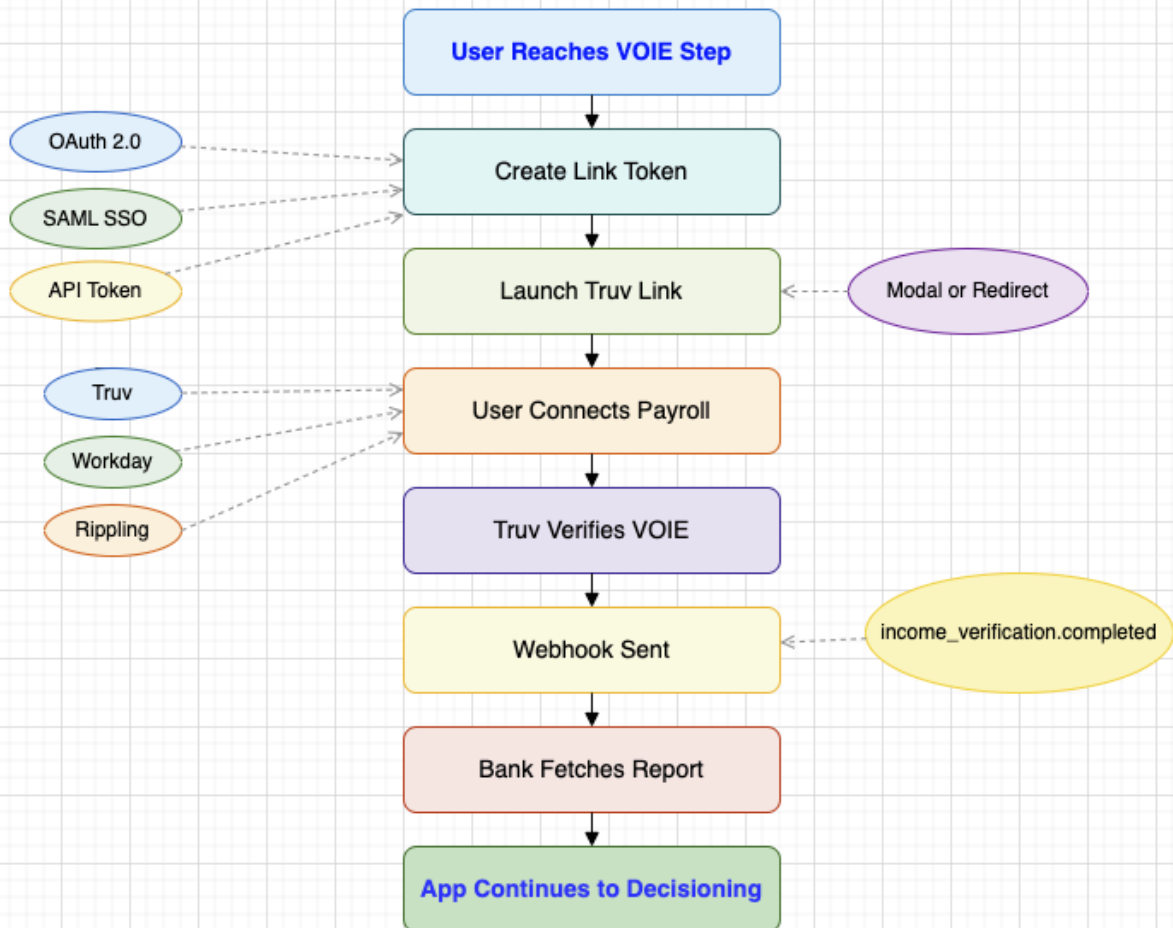 User Reaches VOIE Step
OAuth 2.0
Create Link Token
SAML SSO
API Token
Launch Truv Link
Modal or Redirect
Truv
User Connects Payroll
Workday
Rippling
Truv Verifies VOIE
income_verification.completed
Webhook Sent
Bank Fetches Report
App Continues to Decisioning